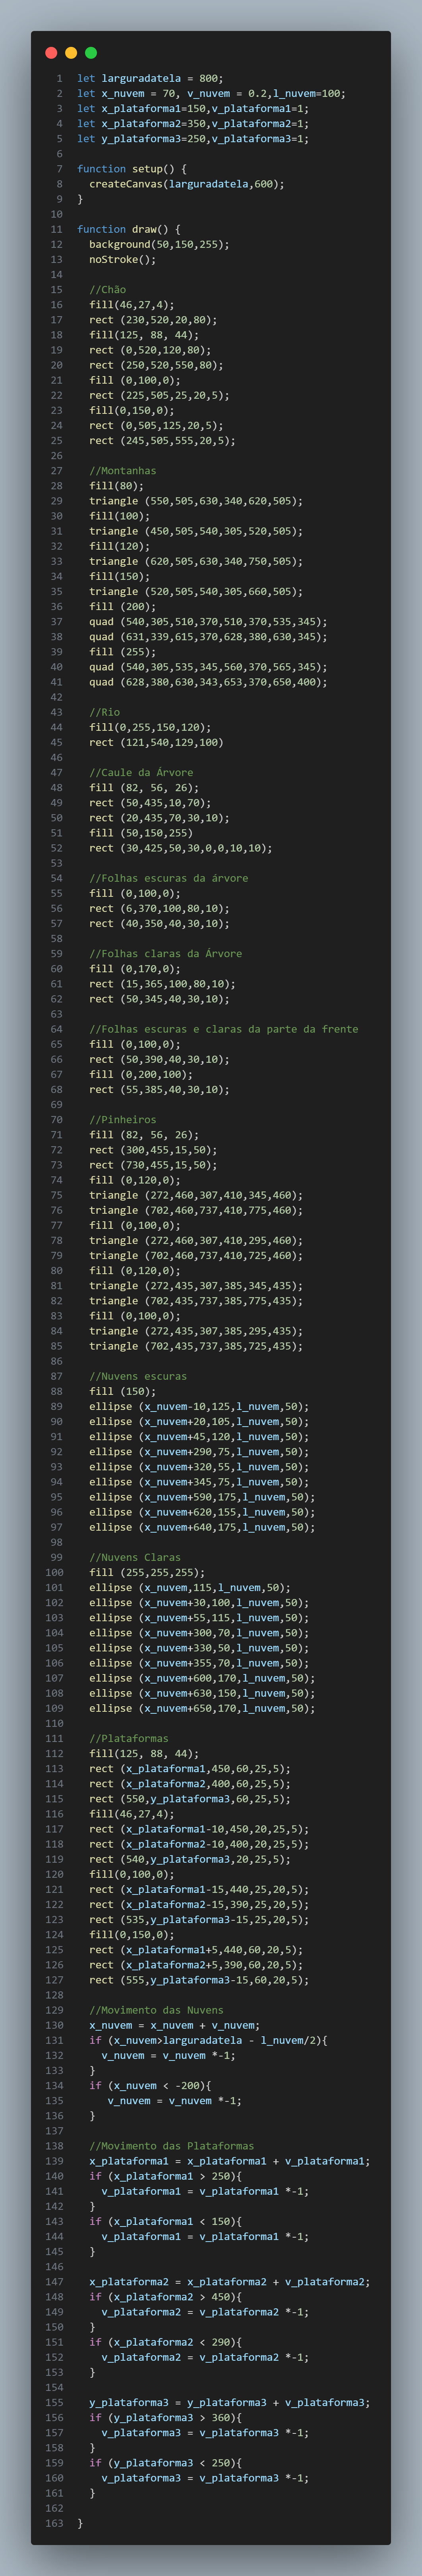 1 let larguradatela = 800;
2 let x_nuvem = 70, v_nuvem = 0.2,l_nuvem=100;
3 let x_plataforma1=150,v_plataforma1=1;
4 let x_plataforma2=350,v_plataforma2=1;
5 let y_plataforma3=250,v_plataforma3=1;
6
7 function setup() {
8   createCanvas(larguradatela,600);
9 }
10
11 function draw() {
12   background(50,150,255);
13   noStroke();
14
15   //Chão
16   fill(46,27,4);
17   rect (230,520,20,80);
18   fill(125, 88, 44);
19   rect (0,520,120,80);
20   rect (250,520,550,80);
21   fill (0,100,0);
22   rect (225,505,25,20,5);
23   fill(0,150,0);
24   rect (0,505,125,20,5);
25   rect (245,505,555,20,5);
26
27   //Montanhas
28   fill(80);
29   triangle (550,505,630,340,620,505);
30   fill(100);
31   triangle (450,505,540,305,520,505);
32   fill(120);
33   triangle (620,505,630,340,750,505);
34   fill(150);
35   triangle (520,505,540,305,660,505);
36   fill (200);
37   quad (540,305,510,370,510,370,535,345);
38   quad (631,339,615,370,628,380,630,345);
39   fill (255);
40   quad (540,305,535,345,560,370,565,345);
41   quad (628,380,630,343,653,370,650,400);
42
43   //Rio
44   fill(0,255,150,120);
45   rect (121,540,129,100)
46
47   //Caule da Árvore
48   fill (82, 56, 26);
49   rect (50,435,10,70);
50   rect (20,435,70,30,10);
51   fill (50,150,255)
52   rect (30,425,50,30,0,0,10,10);
53
54   //Folhas escuras da árvore
55   fill (0,100,0);
56   rect (6,370,100,80,10);
57   rect (40,350,40,30,10);
58
59   //Folhas claras da Árvore
60   fill (0,170,0);
61   rect (15,365,100,80,10);
62   rect (50,345,40,30,10);
63
64   //Folhas escuras e claras da parte da frente
65   fill (0,100,0);
66   rect (50,390,40,30,10);
67   fill (0,200,100);
68   rect (55,385,40,30,10);
69
70   //Pinheiros
71   fill (82, 56, 26);
72   rect (300,455,15,50);
73   rect (730,455,15,50);
74   fill (0,120,0);
75   triangle (272,460,307,410,345,460);
76   triangle (702,460,737,410,775,460);
77   fill (0,100,0);
78   triangle (272,460,307,410,295,460);
79   triangle (702,460,737,410,725,460);
80   fill (0,120,0);
81   triangle (272,435,307,385,345,435);
82   triangle (702,435,737,385,775,435);
83   fill (0,100,0);
84   triangle (272,435,307,385,295,435);
85   triangle (702,435,737,385,725,435);
86
87   //Nuvens escuras
88   fill (150);
89   ellipse (x_nuvem-10,125,l_nuvem,50);
90   ellipse (x_nuvem+20,105,l_nuvem,50);
91   ellipse (x_nuvem+45,120,l_nuvem,50);
92   ellipse (x_nuvem+290,75,l_nuvem,50);
93   ellipse (x_nuvem+320,55,l_nuvem,50);
94   ellipse (x_nuvem+345,75,l_nuvem,50);
95   ellipse (x_nuvem+590,175,l_nuvem,50);
96   ellipse (x_nuvem+620,155,l_nuvem,50);
97   ellipse (x_nuvem+640,175,l_nuvem,50);
98
99   //Nuvens Claras
100   fill (255,255,255);
101   ellipse (x_nuvem,115,l_nuvem,50);
102   ellipse (x_nuvem+30,100,l_nuvem,50);
103   ellipse (x_nuvem+55,115,l_nuvem,50);
104   ellipse (x_nuvem+300,70,l_nuvem,50);
105   ellipse (x_nuvem+330,50,l_nuvem,50);
106   ellipse (x_nuvem+355,70,l_nuvem,50);
107   ellipse (x_nuvem+600,170,l_nuvem,50);
108   ellipse (x_nuvem+630,150,l_nuvem,50);
109   ellipse (x_nuvem+650,170,l_nuvem,50);
110
111   //Plataformas
112   fill(125, 88, 44);
113   rect (x_plataforma1,450,60,25,5);
114   rect (x_plataforma2,400,60,25,5);
115   rect (550,y_plataforma3,60,25,5);
116   fill(46,27,4);
117   rect (x_plataforma1-10,450,20,25,5);
118   rect (x_plataforma2-10,400,20,25,5);
119   rect (540,y_plataforma3,20,25,5);
120   fill(0,100,0);
121   rect (x_plataforma1-15,440,25,20,5);
122   rect (x_plataforma2-15,390,25,20,5);
123   rect (535,y_plataforma3-15,25,20,5);
124   fill(0,150,0);
125   rect (x_plataforma1+5,440,60,20,5);
126   rect (x_plataforma2+5,390,60,20,5);
127   rect (555,y_plataforma3-15,60,20,5);
128
129   //Movimento das Nuvens
130   x_nuvem = x_nuvem + v_nuvem;
131   if (x_nuvem>larguradatela - l_nuvem/2){
132     v_nuvem = v_nuvem *-1;
133   }
134   if (x_nuvem < -200){
135      v_nuvem = v_nuvem *-1;
136   }
137
138   //Movimento das Plataformas
139   x_plataforma1 = x_plataforma1 + v_plataforma1;
140   if (x_plataforma1 > 250){
141     v_plataforma1 = v_plataforma1 *-1;
142   }
143   if (x_plataforma1 < 150){
144     v_plataforma1 = v_plataforma1 *-1;
145   }
146
147   x_plataforma2 = x_plataforma2 + v_plataforma2;
148   if (x_plataforma2 > 450){
149     v_plataforma2 = v_plataforma2 *-1;
150   }
151   if (x_plataforma2 < 290){
152     v_plataforma2 = v_plataforma2 *-1;
153   }
154
155   y_plataforma3 = y_plataforma3 + v_plataforma3;
156   if (y_plataforma3 > 360){
157     v_plataforma3 = v_plataforma3 *-1;
158   }
159   if (y_plataforma3 < 250){
160     v_plataforma3 = v_plataforma3 *-1;
161   }
162
163 }